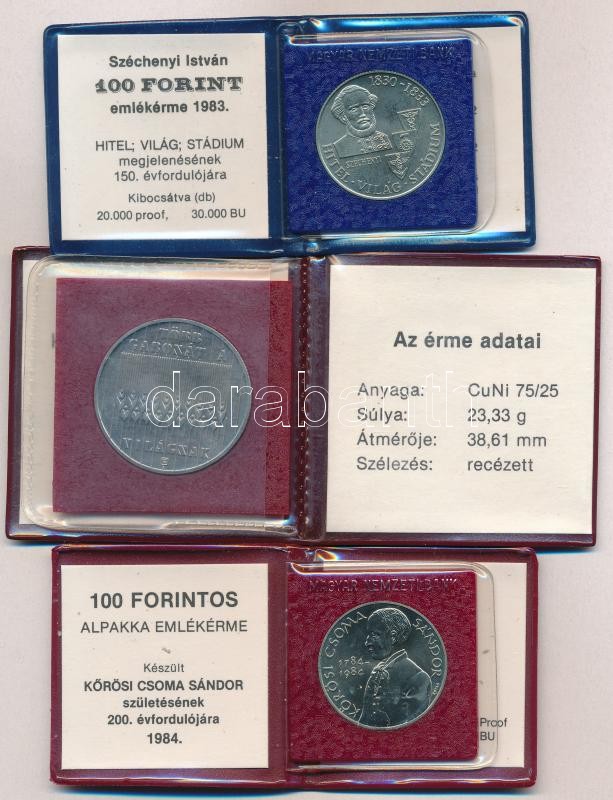 Széchenyi István
100 FORINT
emlékérme 1983.
HITEL; VILÁG; STÁDIUM
megjelenésének
150. évfordulójára
Kibocsátva (db)
20.000 proof, 30.000 BU
MAGYAR NEMZETI BANK
1830-1833
SZÉCHENYI
HITEL · VILÁG · STÁDIUM
TÖBB
GABONÁT A
VILÁGNAK
Az érme adatai
Anyaga: CuNi 75/25
Súlya: 23,33 g
Átmérője: 38,61 mm
Szélezés: recézett
darabanth
100 FORINTOS
ALPAKKA EMLÉKÉRME
Készült
KŐRÖSI CSOMA SÁNDOR
születésének
200. évfordulójára
1984.
MAGYAR NEMZETI BANK
KŐRÖSI CSOMA SÁNDOR
1784-
1984
Proof
BU